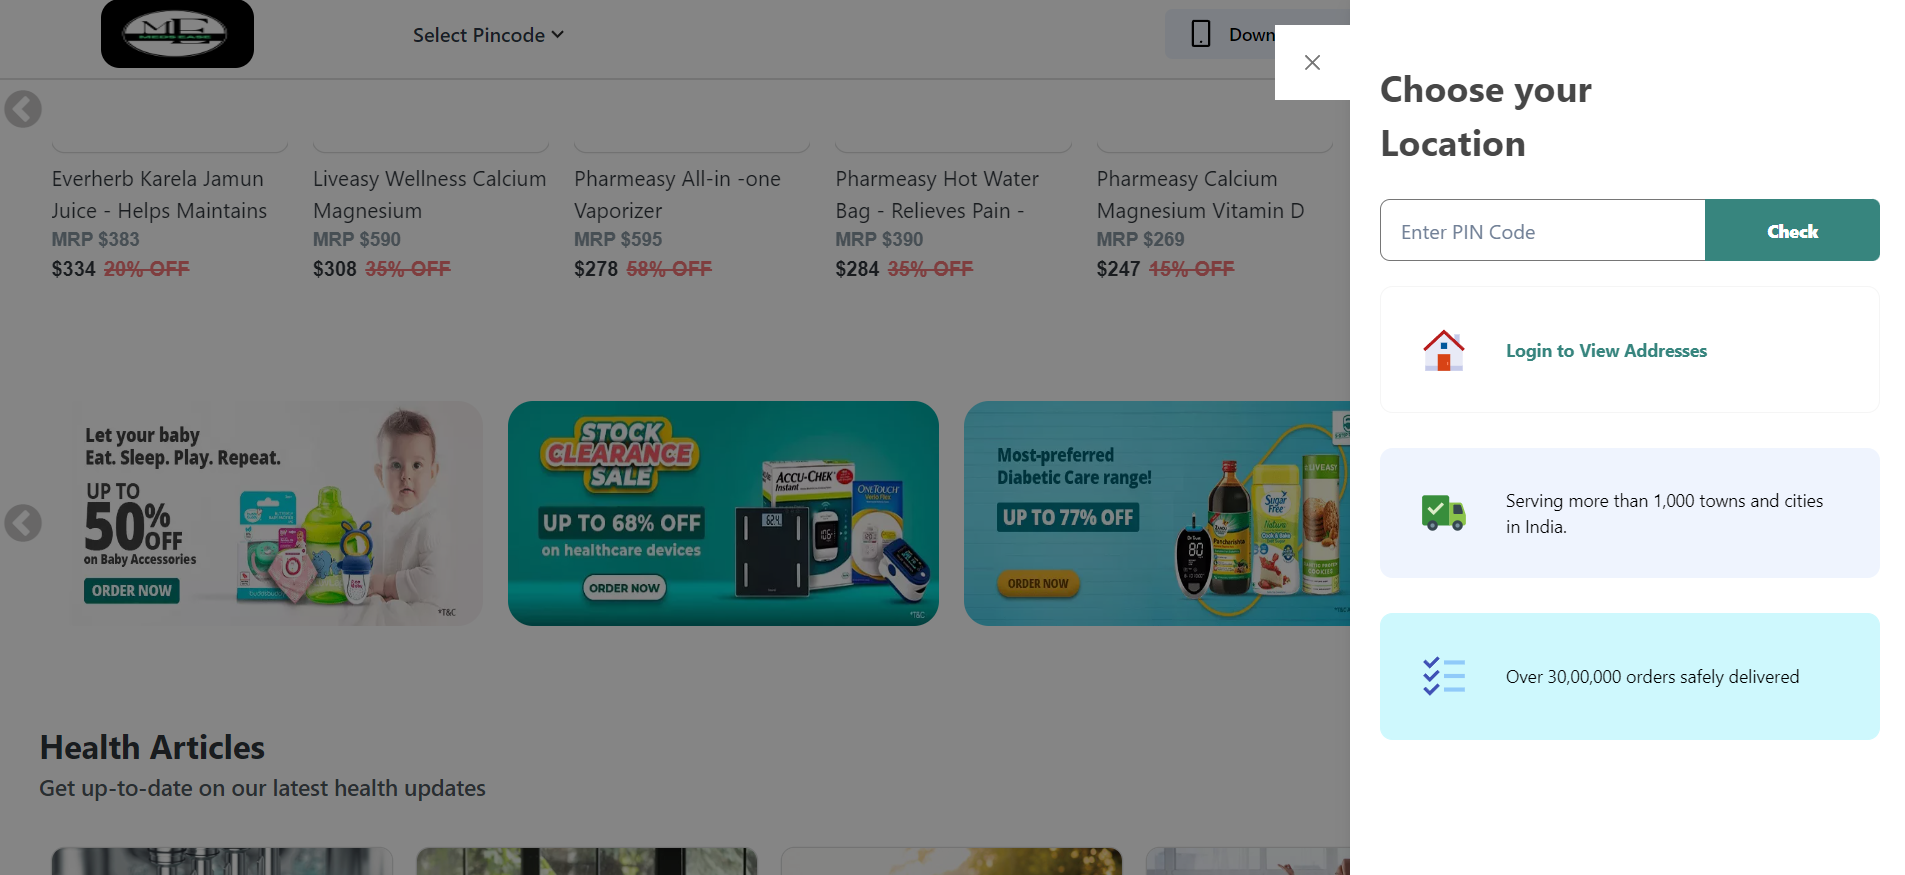 ME
MEDS EASE
Select Pincode
Down
Choose your
Location
Enter PIN Code
Check
Login to View Addresses
Serving more than 1,000 towns and cities
in India.
Over 30,00,000 orders safely delivered
Everherb Karela Jamun
Juice - Helps Maintains
MRP $383
$334 20% OFF
Liveasy Wellness Calcium
Magnesium
MRP $590
$308 35% OFF
Pharmeasy All-in -one
Vaporizer
MRP $595
$278 58% OFF
Pharmeasy Hot Water
Bag - Relieves Pain -
MRP $390
$284 35% OFF
Pharmeasy Calcium
Magnesium Vitamin D
MRP $269
$247 15% OFF
Let your baby
Eat. Sleep. Play. Repeat.
UP TO
50%
OFF
on Baby Accessories
ORDER NOW
*T&C
STOCK
CLEARANCE
SALE
UP TO 68% OFF
on healthcare devices
ORDER NOW
ACCU-CHEK
Instant
ONETOUCH
*T&C
Most-preferred
Diabetic Care range!
UP TO 77% OFF
ORDER NOW
80
Sugar
Free
Natura
LIVEASY
COOKIES
Health Articles
Get up-to-date on our latest health updates